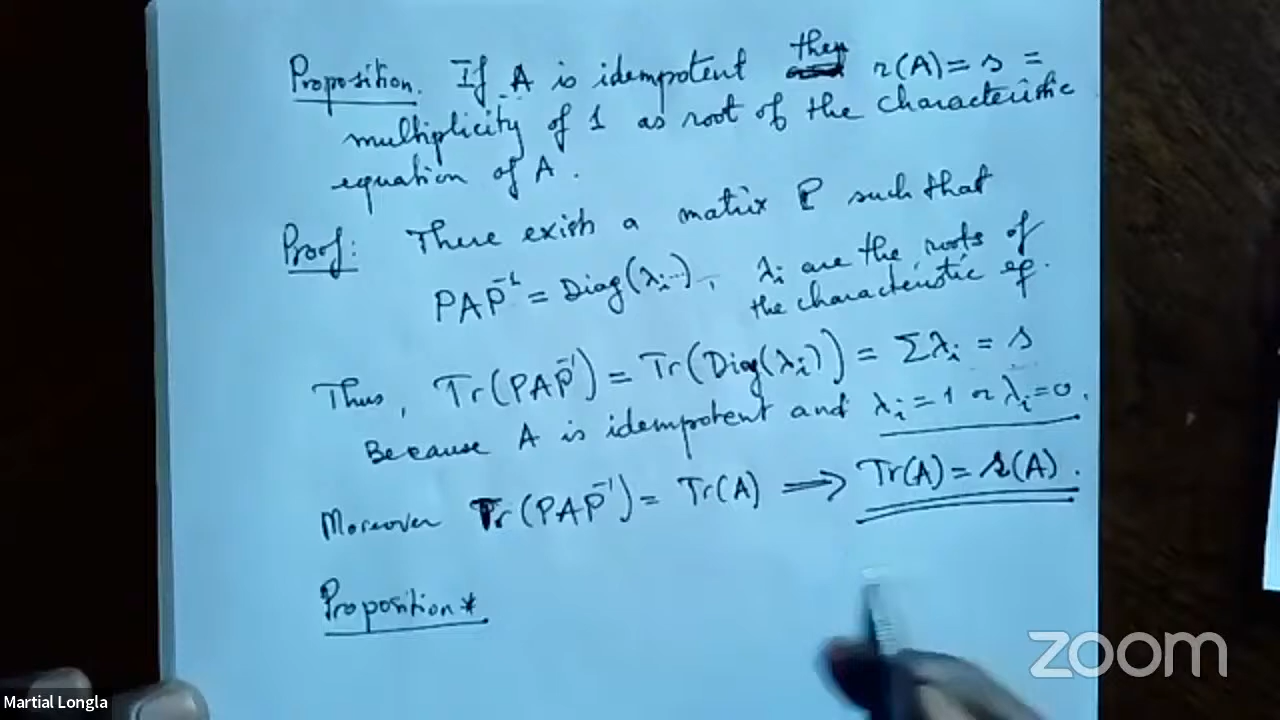 Proposition. If A is idempotent then r(A) = s =
multiplicity of 1 as root of the characteristic
equation of A.
Proof: There exist a matrix P such that
PAP⁻¹ = Diag(λi..), λi are the roots of
the characteristic eq.
Thus, Tr(PAP⁻¹) = Tr(Diag(λi)) = Σλi = s
Because A is idempotent and λi = 1 or λi = 0.
Moreover Tr(PAP⁻¹) = Tr(A) ⟹ Tr(A) = r(A).
Proposition*
zoom
Martial Longla